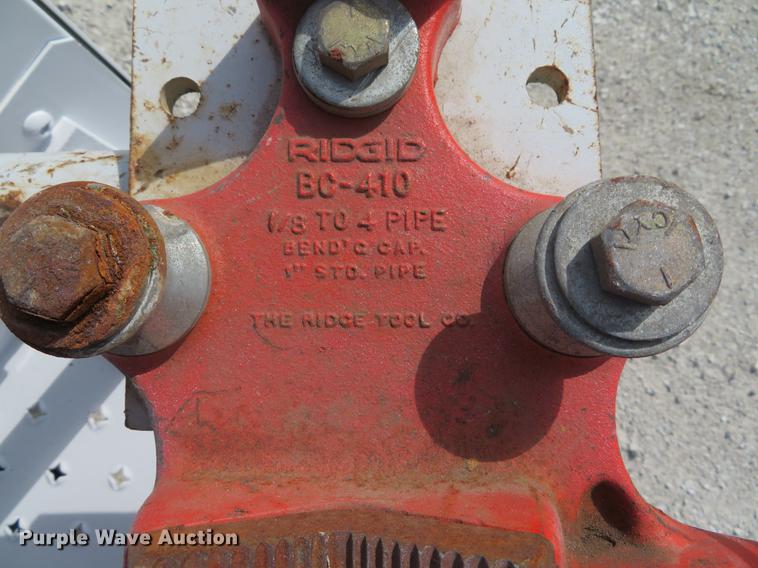 RIDGID
BC-410
1/8 TO 4 PIPE
BEND'G CAP.
1" STD. PIPE
THE RIDGE TOOL CO.
Purple Wave Auction